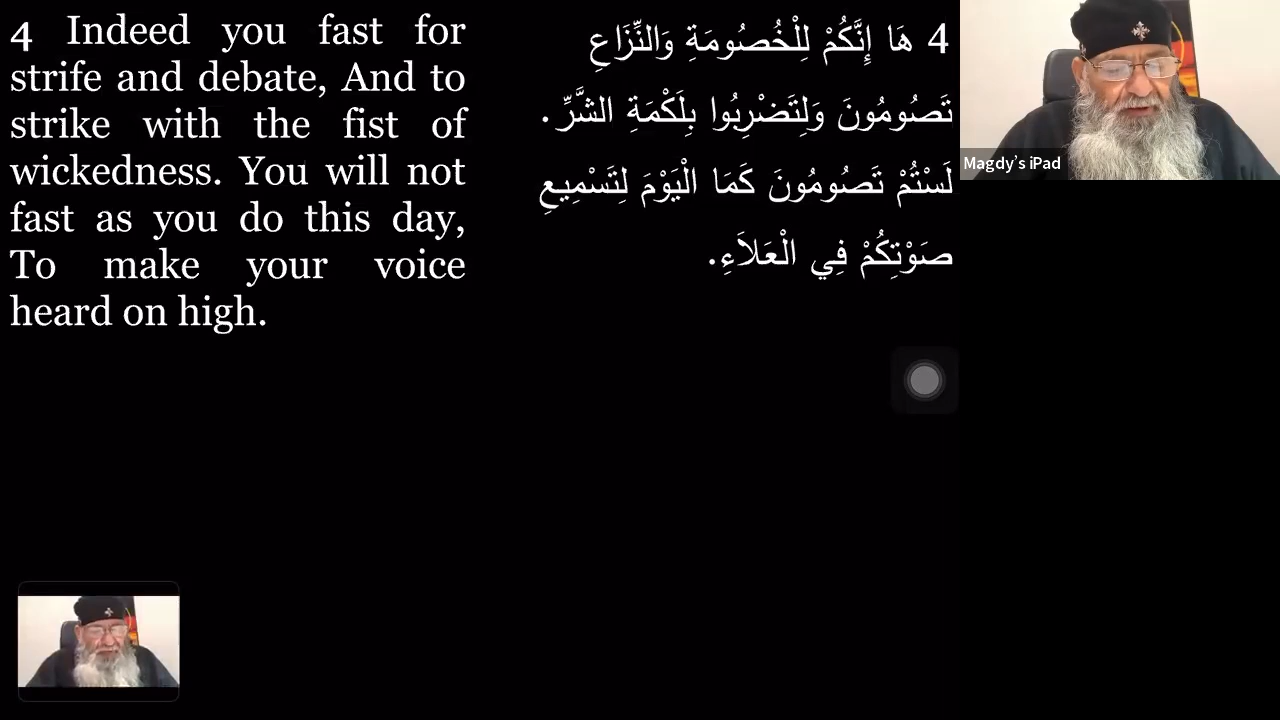 4 Indeed you fast for
strife and debate, And to
strike with the fist of
wickedness. You will not
fast as you do this day,
To make your voice
heard on high.
4 هَا إِنَّكُمْ لِلْخُصُومَةِ وَالنِّزَاعِ
تَصُومُونَ وَلِتَضْرِبُوا بِلَكْمَةِ الشَّرِّ.
لَسْتُمْ تَصُومُونَ كَمَا الْيَوْمَ لِتَسْمِيعِ
صَوْتِكُمْ فِي الْعَلاَءِ.
Magdy’s iPad